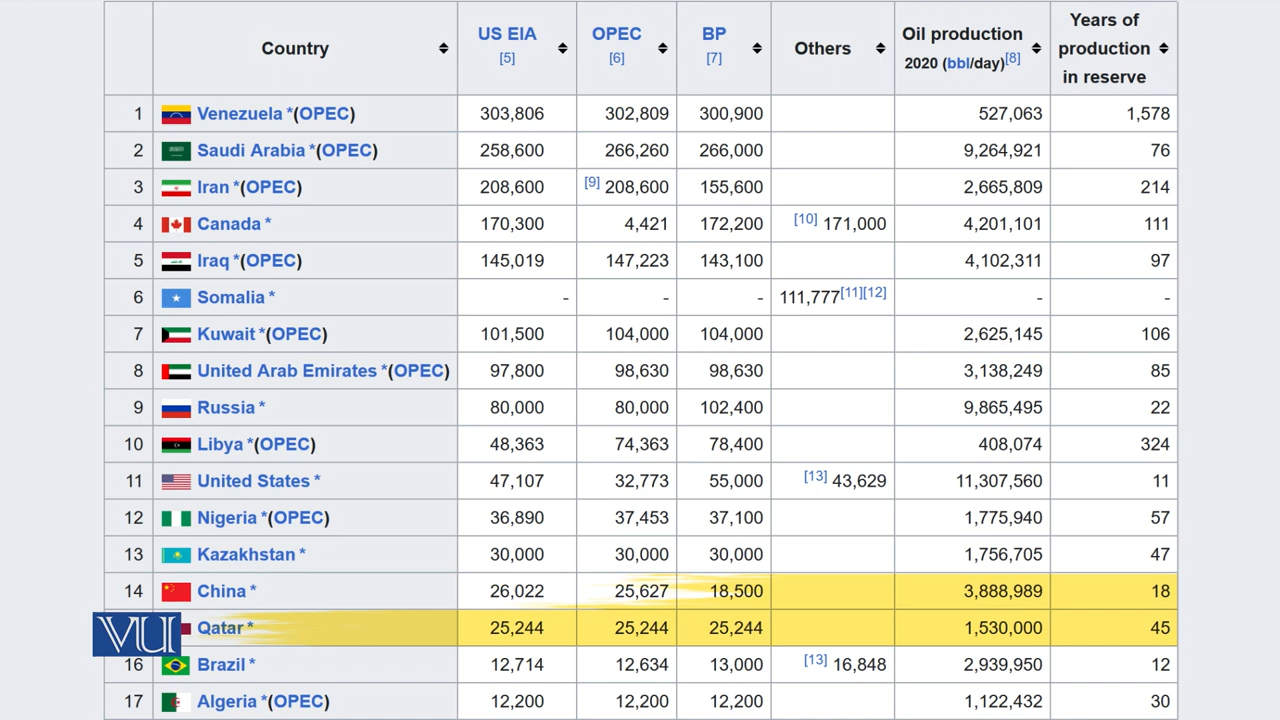 Country US EIA [5] OPEC [6] BP [7] Others Oil production 2020 (bbl/day)[8] Years of production in reserve
1 Venezuela *(OPEC) 303,806 302,809 300,900 527,063 1,578
2 Saudi Arabia *(OPEC) 258,600 266,260 266,000 9,264,921 76
3 Iran *(OPEC) 208,600 [9] 208,600 155,600 2,665,809 214
4 Canada * 170,300 4,421 172,200 [10] 171,000 4,201,101 111
5 Iraq *(OPEC) 145,019 147,223 143,100 4,102,311 97
6 Somalia * - - - 111,777[11][12] - -
7 Kuwait *(OPEC) 101,500 104,000 104,000 2,625,145 106
8 United Arab Emirates *(OPEC) 97,800 98,630 98,630 3,138,249 85
9 Russia * 80,000 80,000 102,400 9,865,495 22
10 Libya *(OPEC) 48,363 74,363 78,400 408,074 324
11 United States * 47,107 32,773 55,000 [13] 43,629 11,307,560 11
12 Nigeria *(OPEC) 36,890 37,453 37,100 1,775,940 57
13 Kazakhstan * 30,000 30,000 30,000 1,756,705 47
14 China * 26,022 25,627 18,500 3,888,989 18
VU Qatar * 25,244 25,244 25,244 1,530,000 45
16 Brazil * 12,714 12,634 13,000 [13] 16,848 2,939,950 12
17 Algeria *(OPEC) 12,200 12,200 12,200 1,122,432 30